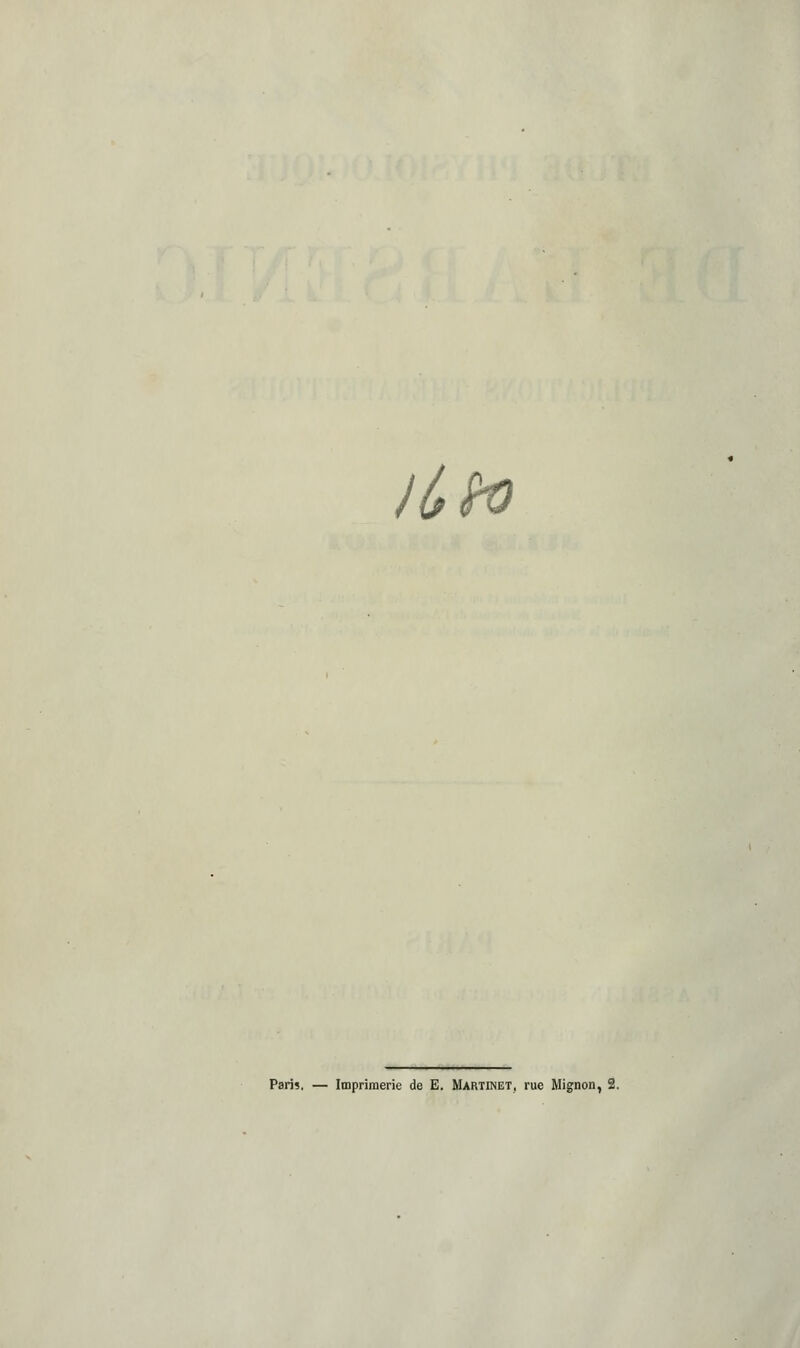 1680
Paris. — Imprimerie de E. MARTINET, rue Mignon, 2.